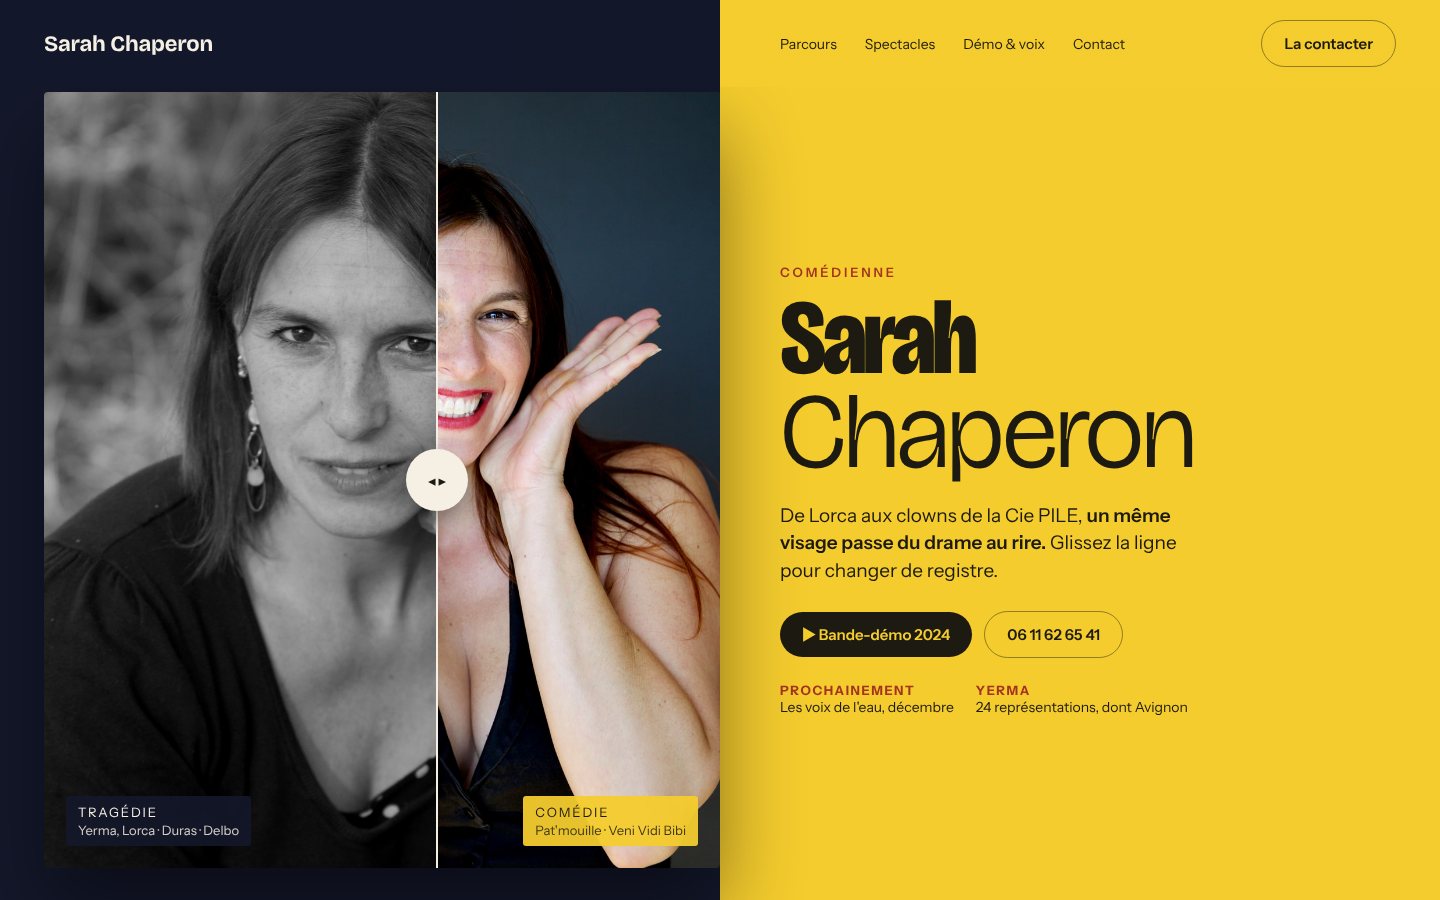 Sarah Chaperon
Parcours Spectacles Démo & voix Contact La contacter
TRAGÉDIE
Yerma, Lorca · Duras · Delbo
COMÉDIE
Pat'mouille · Veni Vidi Bibi
COMÉDIENNE
Sarah
Chaperon
De Lorca aux clowns de la Cie PILE, un même
visage passe du drame au rire. Glissez la ligne
pour changer de registre.
▶ Bande-démo 2024 06 11 62 65 41
PROCHAINEMENT
Les voix de l'eau, décembre
YERMA
24 représentations, dont Avignon